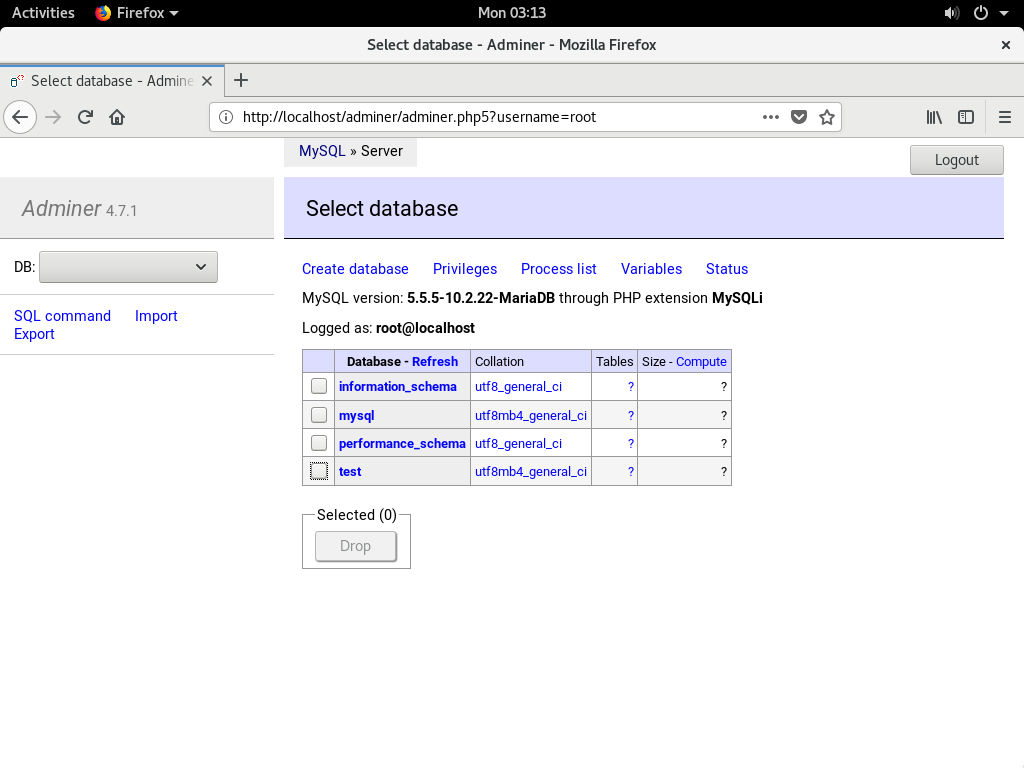 Activities Firefox Mon 03:13
Select database - Adminer - Mozilla Firefox
Select database - Admine
http://localhost/adminer/adminer.php5?username=root
MySQL » Server
Logout
Adminer 4.7.1
Select database
DB:
SQL command Import
Export
Create database Privileges Process list Variables Status
MySQL version: 5.5.5-10.2.22-MariaDB through PHP extension MySQLi
Logged as: root@localhost
Database - Refresh Collation Tables Size - Compute
information_schema utf8_general_ci ? ?
mysql utf8mb4_general_ci ? ?
performance_schema utf8_general_ci ? ?
test utf8mb4_general_ci ? ?
Selected (0)
Drop